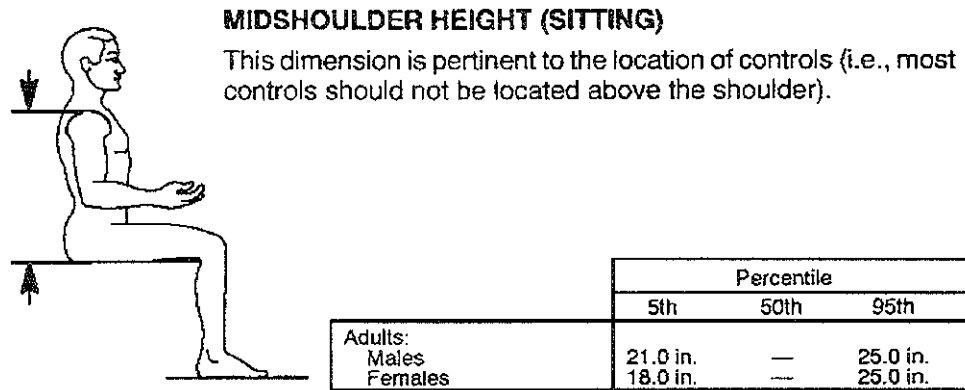 MIDSHOULDER HEIGHT (SITTING)
This dimension is pertinent to the location of controls (i.e., most
controls should not be located above the shoulder).
Percentile
5th 50th 95th
Adults:
Males 21.0 in. — 25.0 in.
Females 18.0 in. — 25.0 in.